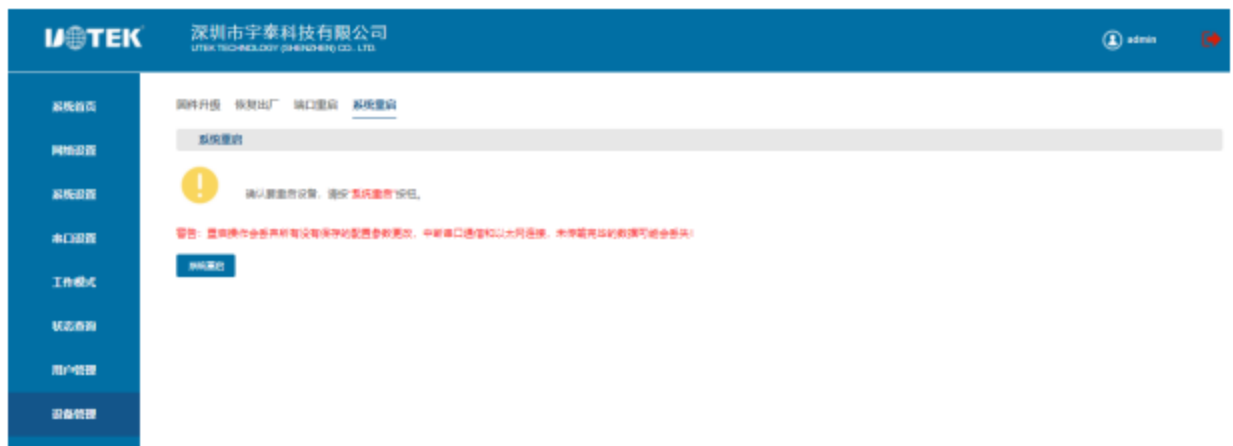 UOTEK
深圳市宇泰科技有限公司
UTEK TECHNOLOGY (SHENZHEN) CO., LTD.
admin
系统首页
网络设置
系统设置
串口设置
工作模式
状态查询
用户管理
设备管理
固件升级 恢复出厂 端口重启 系统重启
系统重启
确认要重启设备，请按"系统重启"按钮。
警告：重启操作会丢弃所有没有保存的配置参数更改，中断串口通信和以太网连接，未传输完毕的数据可能会丢失！
系统重启